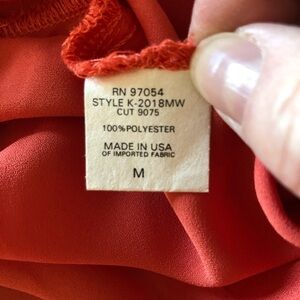 RN 97054
STYLE K-2018MW
CUT 9075
100%POLYESTER
MADE IN USA
OF IMPORTED FABRIC
M